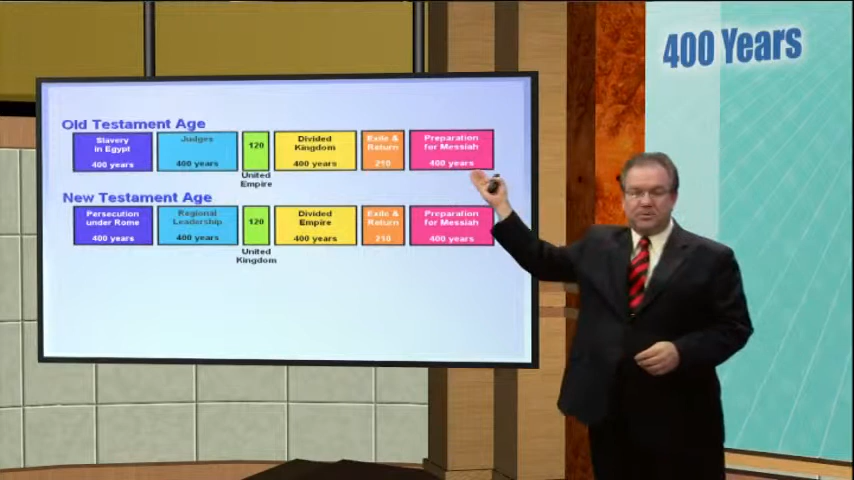 400 Years
Old Testament Age
Slavery
in Egypt
400 years
Judges
400 years
120
United
Empire
Divided
Kingdom
400 years
Exile &
Return
210
Preparation
for Messiah
400 years
New Testament Age
Persecution
under Rome
400 years
Regional
Leadership
400 years
120
United
Kingdom
Divided
Empire
400 years
Exile &
Return
210
Preparation
for Messiah
400 years